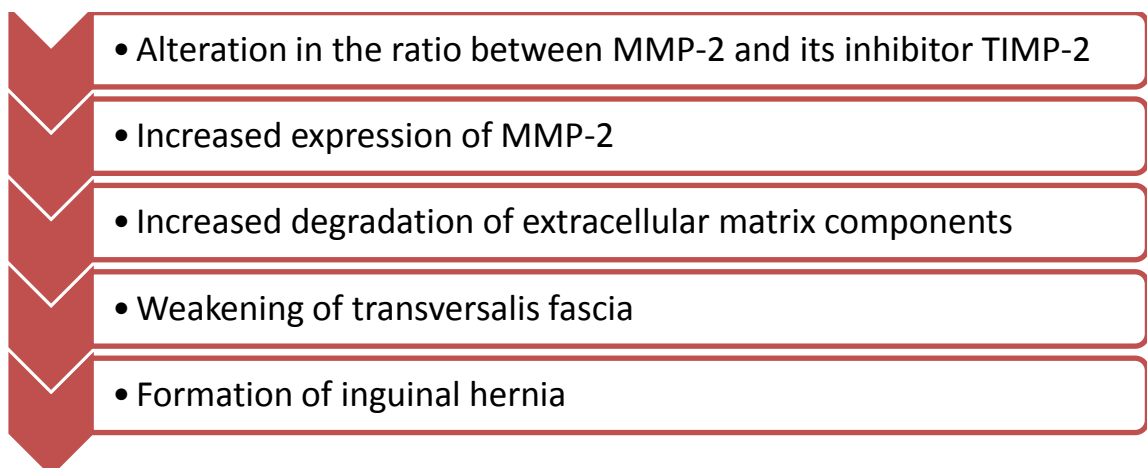 • Alteration in the ratio between MMP-2 and its inhibitor TIMP-2
• Increased expression of MMP-2
• Increased degradation of extracellular matrix components
• Weakening of transversalis fascia
• Formation of inguinal hernia